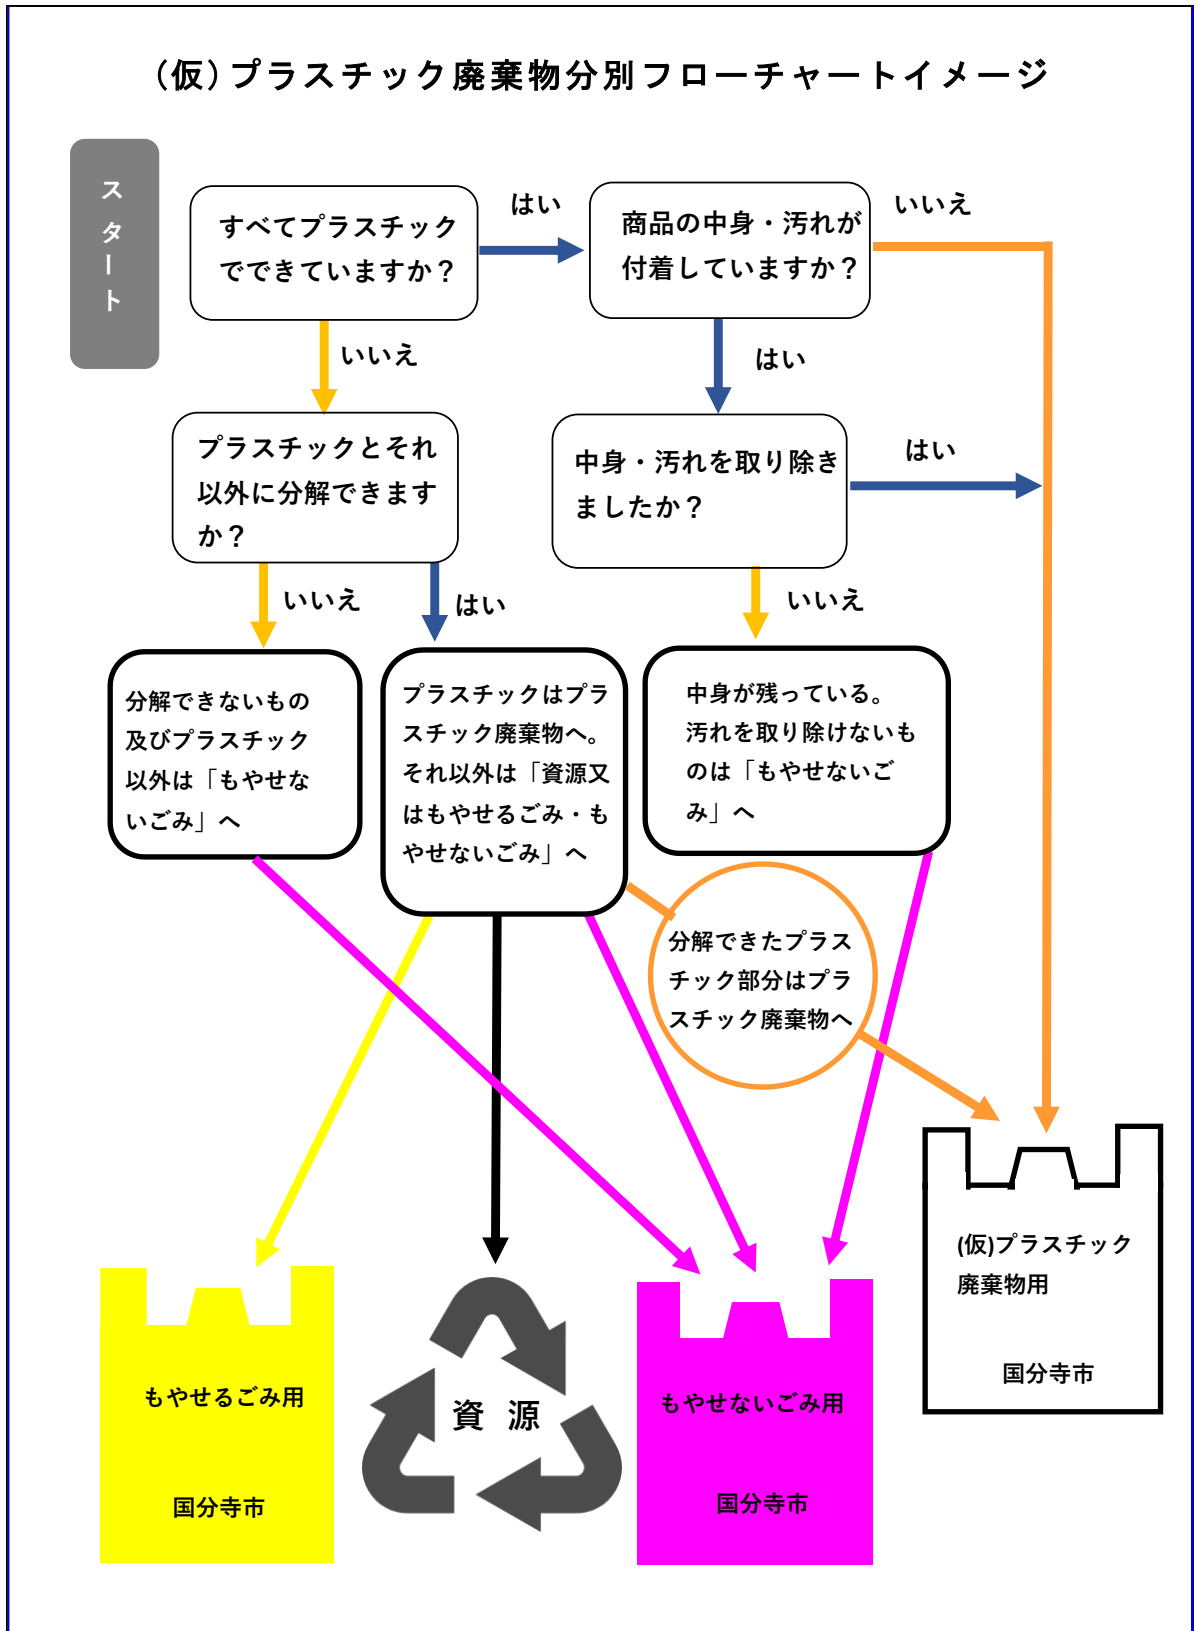 （仮）プラスチック廃棄物分別フローチャートイメージ
スタート
すべてプラスチック
でできていますか？
はい
商品の中身・汚れが
付着していますか？
いいえ
いいえ
はい
プラスチックとそれ
以外に分解できます
か？
中身・汚れを取り除き
ましたか？
はい
いいえ
はい
いいえ
分解できないもの
及びプラスチック
以外は「もやせな
いごみ」へ
プラスチックはプラ
スチック廃棄物へ。
それ以外は「資源又
はもやせるごみ・も
やせないごみ」へ
中身が残っている。
汚れを取り除けないも
のは「もやせないご
み」へ
分解できたプラス
チック部分はプラ
スチック廃棄物へ
(仮)プラスチック
廃棄物用
国分寺市
もやせるごみ用
国分寺市
資 源
もやせないごみ用
国分寺市